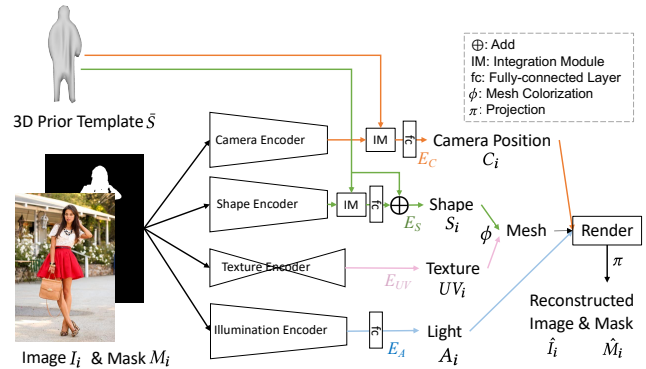 ⊕: Add
IM: Integration Module
fc: Fully-connected Layer
ϕ: Mesh Colorization
π: Projection
3D Prior Template S̄
Camera Encoder
IM
fc
E_C
Camera Position
C_i
Shape Encoder
IM
fc
E_S
Shape
S_i
ϕ
Mesh
Render
π
Texture Encoder
E_UV
Texture
UV_i
Illumination Encoder
fc
E_A
Light
A_i
Reconstructed
Image & Mask
Î_i M̂_i
Image I_i & Mask M_i